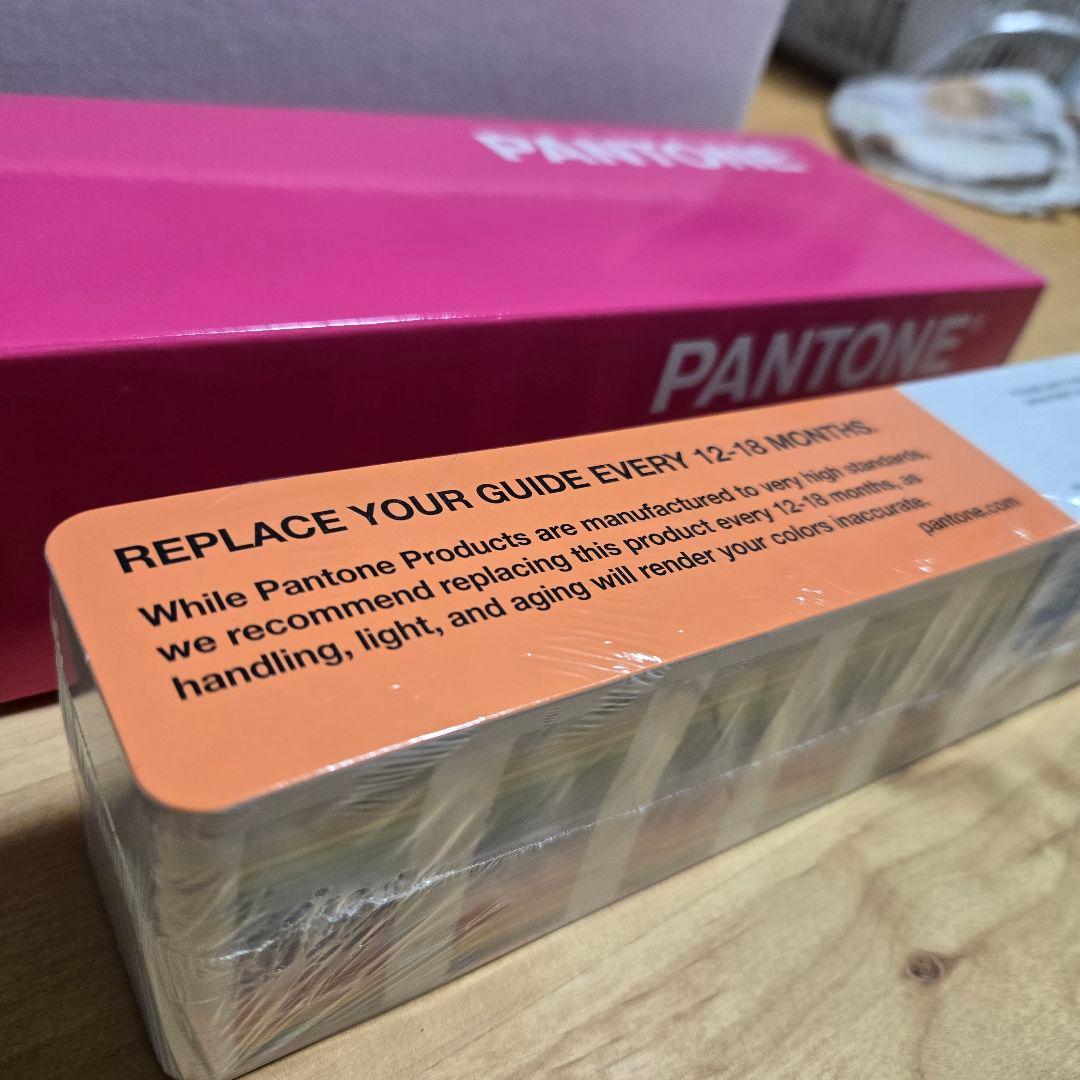 PANTONE
PANTONE
REPLACE YOUR GUIDE EVERY 12-18 MONTHS.
While Pantone Products are manufactured to very high standards,
we recommend replacing this product every 12-18 months, as
handling, light, and aging will render your colors inaccurate.
pantone.com